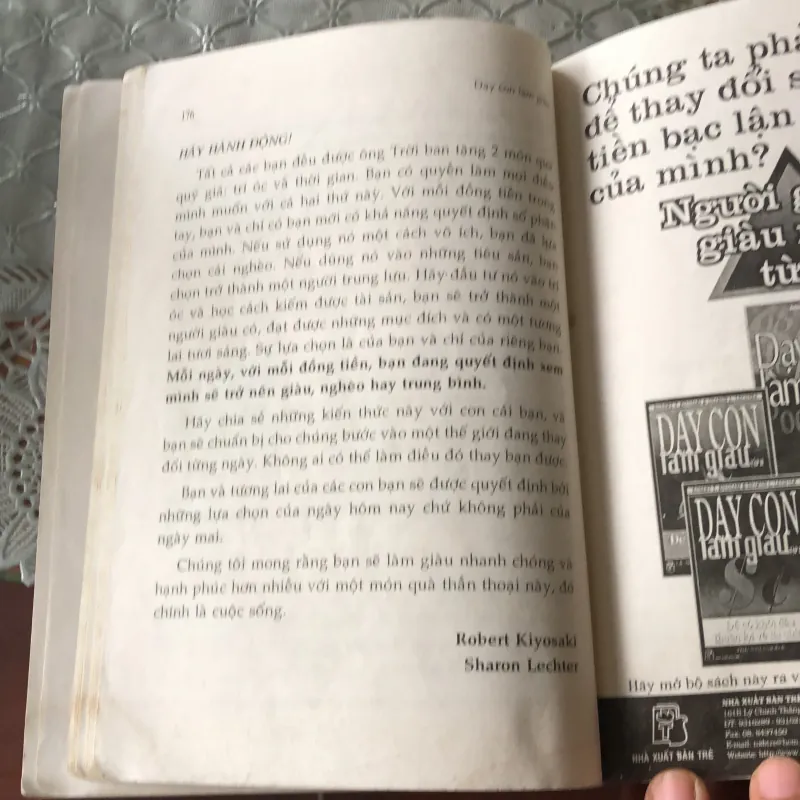 176
Dạy con làm giàu
HÃY HÀNH ĐỘNG!
Tất cả các bạn đều được ông Trời ban tặng 2 món quà
quý giá: trí óc và thời gian. Bạn có quyền làm mọi điều
mình muốn với cả hai thứ này. Với mỗi đồng tiền trong
tay, bạn và chỉ có bạn mới có khả năng quyết định số phận
của mình. Nếu sử dụng nó một cách vô ích, bạn đã lựa
chọn cái nghèo. Nếu dùng nó vào những tiêu sản, bạn
chọn trở thành một người trung lưu. Hãy đầu tư nó vào trí
óc và học cách kiếm được tài sản, bạn sẽ trở thành một
người giàu có, đạt được những mục đích và có một tương
lai tươi sáng. Sự lựa chọn là của bạn và chỉ của riêng bạn.
Mỗi ngày, với mỗi đồng tiền, bạn đang quyết định xem
mình sẽ trở nên giàu, nghèo hay trung bình.
Hãy chia sẻ những kiến thức này với con cái bạn, và
bạn sẽ chuẩn bị cho chúng bước vào một thế giới đang thay
đổi từng ngày. Không ai có thể làm điều đó thay bạn được.
Bạn và tương lai của các con bạn sẽ được quyết định bởi
những lựa chọn của ngày hôm nay chứ không phải của
ngày mai.
Chúng tôi mong rằng bạn sẽ làm giàu nhanh chóng và
hạnh phúc hơn nhiều với một món quà thần thoại này, đó
chính là cuộc sống.
Robert Kiyosaki
Sharon Lechter
Chúng ta ph
để thay đổi s
tiền bạc lận
của mình?
Người g
giàu
từ
Dạy
làm
DẠY CON
làm giàu
DẠY CON
làm giàu
Hãy mở bộ sách này ra v
NHÀ XUẤT BẢN TRẺ
NHÀ XUẤT BẢN TRẺ
161B Lý Chính Thắng